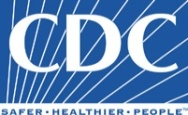 CDC
SAFER • HEALTHIER • PEOPLE™